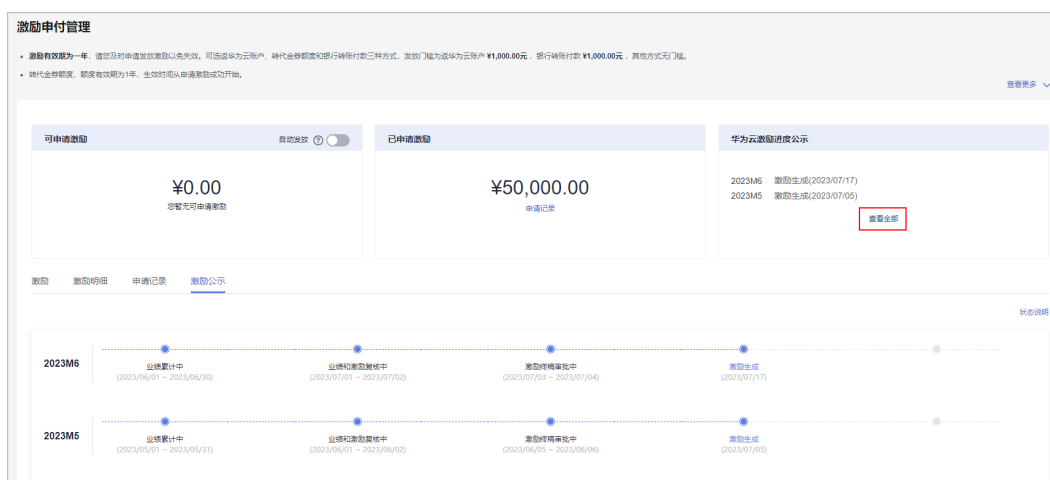 激励申付管理
• 激励有效期为一年，请您及时申请发放激励以免失效。可选返华为云账户、转代金券额度和银行转账付款三种方式，发放门槛为返华为云账户 ¥1,000.00元 ，银行转账付款 ¥1,000.00元 ，其他方式无门槛。
• 转代金券额度，额度有效期为1年，生效时间从申请激励成功开始。
查看更多
可申请激励 自动发放 ?
¥0.00
您暂无可申请激励
已申请激励
¥50,000.00
申请记录
华为云激励进度公示
2023M6 激励生成(2023/07/17)
2023M5 激励生成(2023/07/05)
查看全部
激励 激励明细 申请记录 激励公示
状态说明
2023M6
业绩累计中 业绩和激励复核中 激励终稿审批中 激励生成
(2023/06/01 ~ 2023/06/30) (2023/07/01 ~ 2023/07/02) (2023/07/03 ~ 2023/07/04) (2023/07/17)
2023M5
业绩累计中 业绩和激励复核中 激励终稿审批中 激励生成
(2023/05/01 ~ 2023/05/31) (2023/06/01 ~ 2023/06/02) (2023/06/05 ~ 2023/06/06) (2023/07/05)